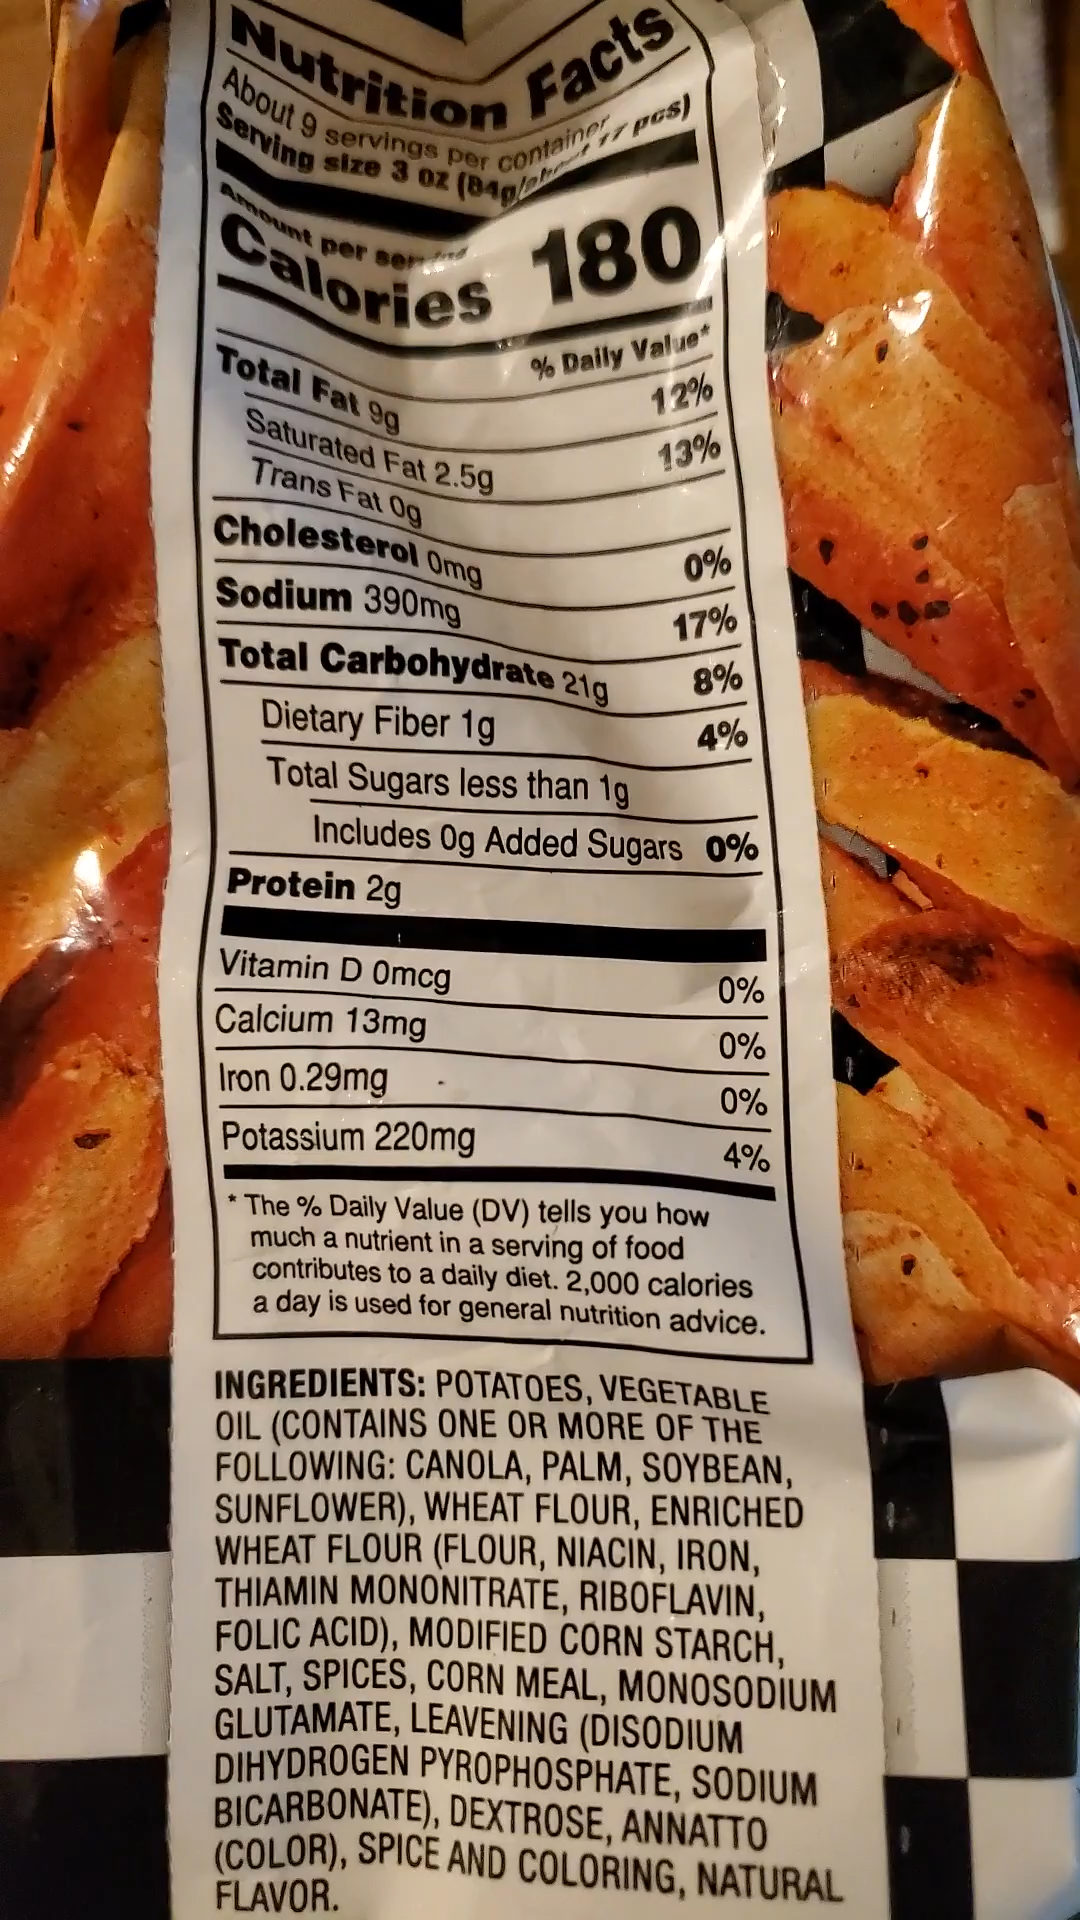 Nutrition Facts
About 9 servings per container
Serving size 3 oz (84g/about 17 pcs)
Amount per serving
Calories 180
% Daily Value*
Total Fat 9g 12%
Saturated Fat 2.5g 13%
Trans Fat 0g
Cholesterol 0mg 0%
Sodium 390mg 17%
Total Carbohydrate 21g 8%
Dietary Fiber 1g 4%
Total Sugars less than 1g
Includes 0g Added Sugars 0%
Protein 2g
Vitamin D 0mcg 0%
Calcium 13mg 0%
Iron 0.29mg 0%
Potassium 220mg 4%
* The % Daily Value (DV) tells you how
much a nutrient in a serving of food
contributes to a daily diet. 2,000 calories
a day is used for general nutrition advice.
INGREDIENTS: POTATOES, VEGETABLE
OIL (CONTAINS ONE OR MORE OF THE
FOLLOWING: CANOLA, PALM, SOYBEAN,
SUNFLOWER), WHEAT FLOUR, ENRICHED
WHEAT FLOUR (FLOUR, NIACIN, IRON,
THIAMIN MONONITRATE, RIBOFLAVIN,
FOLIC ACID), MODIFIED CORN STARCH,
SALT, SPICES, CORN MEAL, MONOSODIUM
GLUTAMATE, LEAVENING (DISODIUM
DIHYDROGEN PYROPHOSPHATE, SODIUM
BICARBONATE), DEXTROSE, ANNATTO
(COLOR), SPICE AND COLORING, NATURAL
FLAVOR.